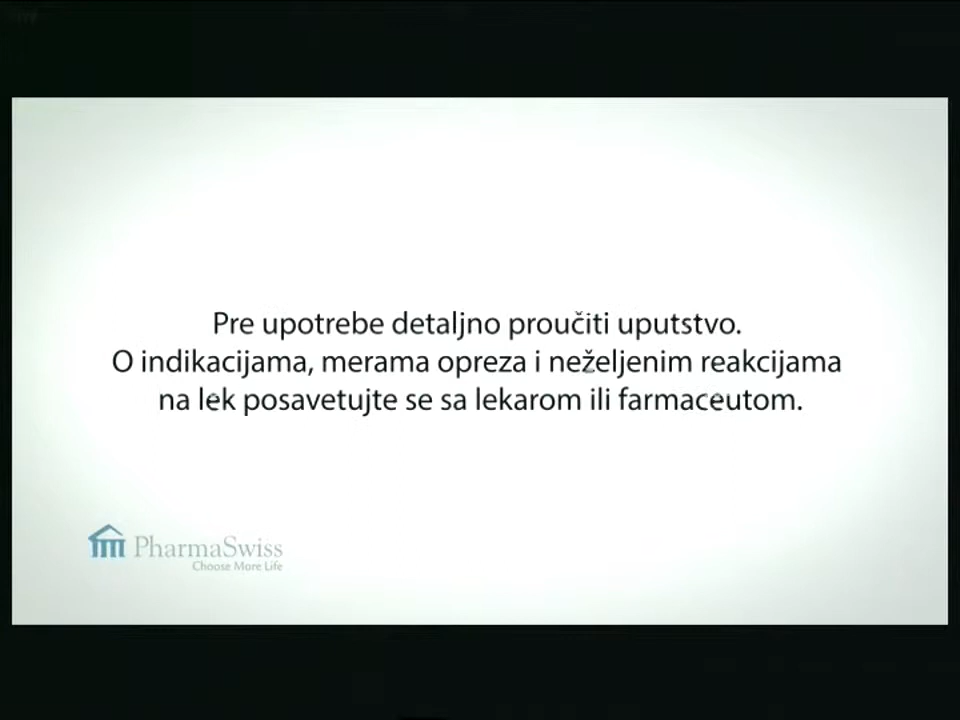 Pre upotrebe detaljno proučiti uputstvo.
O indikacijama, merama opreza i neželjenim reakcijama
na lek posavetujte se sa lekarom ili farmaceutom.
PharmaSwiss
Choose More Life